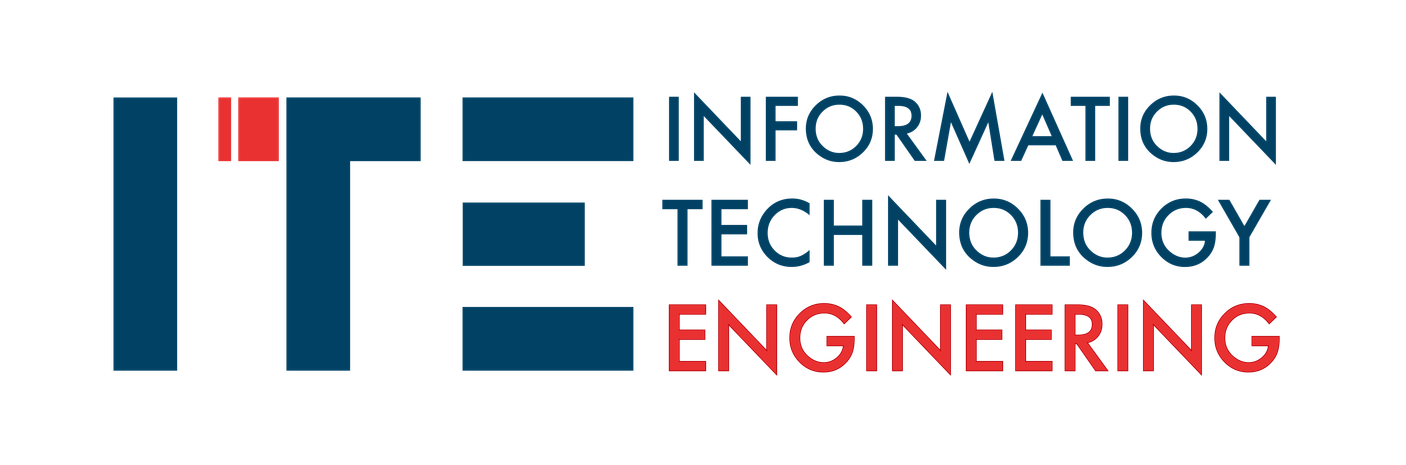 ITE
INFORMATION
TECHNOLOGY
ENGINEERING